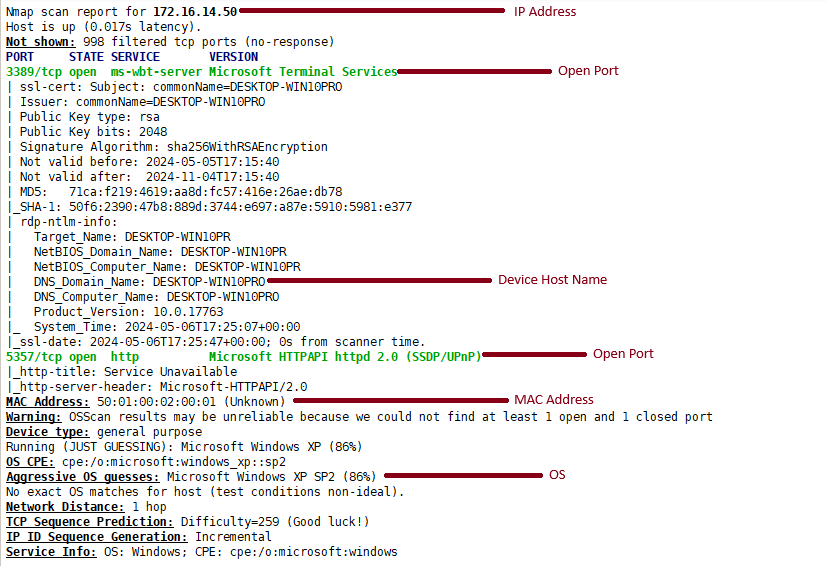 Nmap scan report for 172.16.14.50 IP Address
Host is up (0.017s latency).
Not shown: 998 filtered tcp ports (no-response)
PORT STATE SERVICE VERSION
3389/tcp open ms-wbt-server Microsoft Terminal Services Open Port
| ssl-cert: Subject: commonName=DESKTOP-WIN10PRO
| Issuer: commonName=DESKTOP-WIN10PRO
| Public Key type: rsa
| Public Key bits: 2048
| Signature Algorithm: sha256WithRSAEncryption
| Not valid before: 2024-05-05T17:15:40
| Not valid after: 2024-11-04T17:15:40
| MD5: 71ca:f219:4619:aa8d:fc57:416e:26ae:db78
|_SHA-1: 50f6:2390:47b8:889d:3744:e697:a87e:5910:5981:e377
| rdp-ntlm-info:
| Target_Name: DESKTOP-WIN10PR
| NetBIOS_Domain_Name: DESKTOP-WIN10PR
| NetBIOS_Computer_Name: DESKTOP-WIN10PR
| DNS_Domain_Name: DESKTOP-WIN10PRO Device Host Name
| DNS_Computer_Name: DESKTOP-WIN10PRO
| Product_Version: 10.0.17763
|_ System_Time: 2024-05-06T17:25:07+00:00
|_ssl-date: 2024-05-06T17:25:47+00:00; 0s from scanner time.
5357/tcp open http Microsoft HTTPAPI httpd 2.0 (SSDP/UPnP) Open Port
|_http-title: Service Unavailable
|_http-server-header: Microsoft-HTTPAPI/2.0
MAC Address: 50:01:00:02:00:01 (Unknown) MAC Address
Warning: OSScan results may be unreliable because we could not find at least 1 open and 1 closed port
Device type: general purpose
Running (JUST GUESSING): Microsoft Windows XP (86%)
OS CPE: cpe:/o:microsoft:windows_xp::sp2
Aggressive OS guesses: Microsoft Windows XP SP2 (86%) OS
No exact OS matches for host (test conditions non-ideal).
Network Distance: 1 hop
TCP Sequence Prediction: Difficulty=259 (Good luck!)
IP ID Sequence Generation: Incremental
Service Info: OS: Windows; CPE: cpe:/o:microsoft:windows